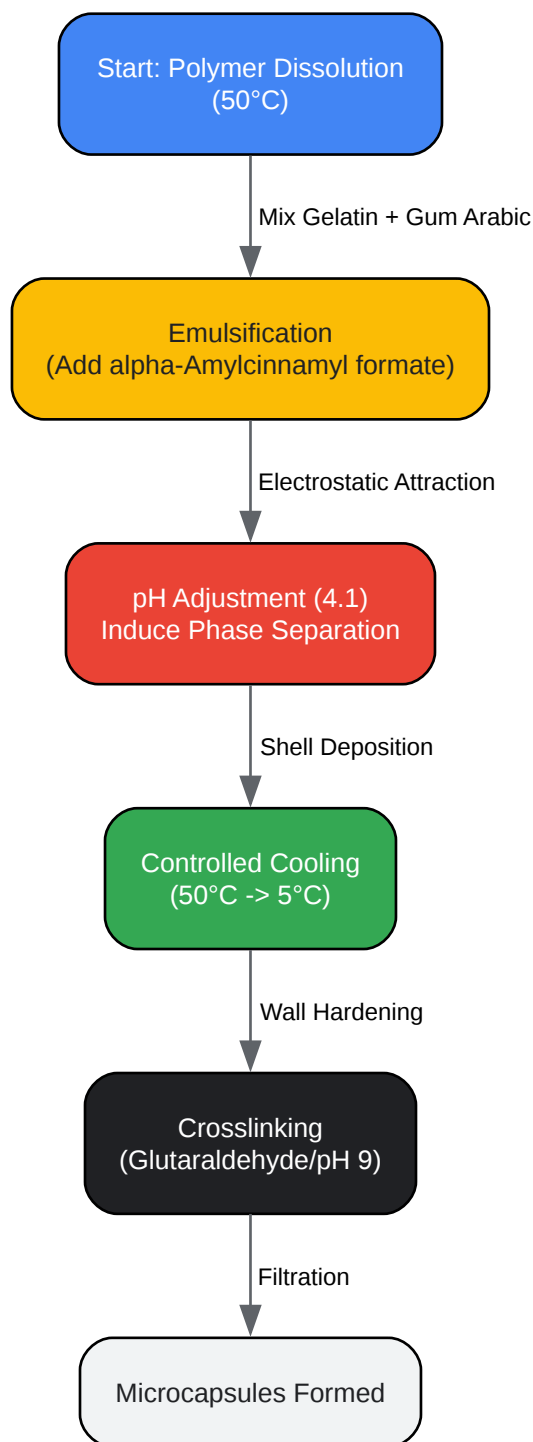 Start: Polymer Dissolution
(50°C)
Mix Gelatin + Gum Arabic
Emulsification
(Add alpha-Amylcinnamyl formate)
Electrostatic Attraction
pH Adjustment (4.1)
Induce Phase Separation
Shell Deposition
Controlled Cooling
(50°C -> 5°C)
Wall Hardening
Crosslinking
(Glutaraldehyde/pH 9)
Filtration
Microcapsules Formed